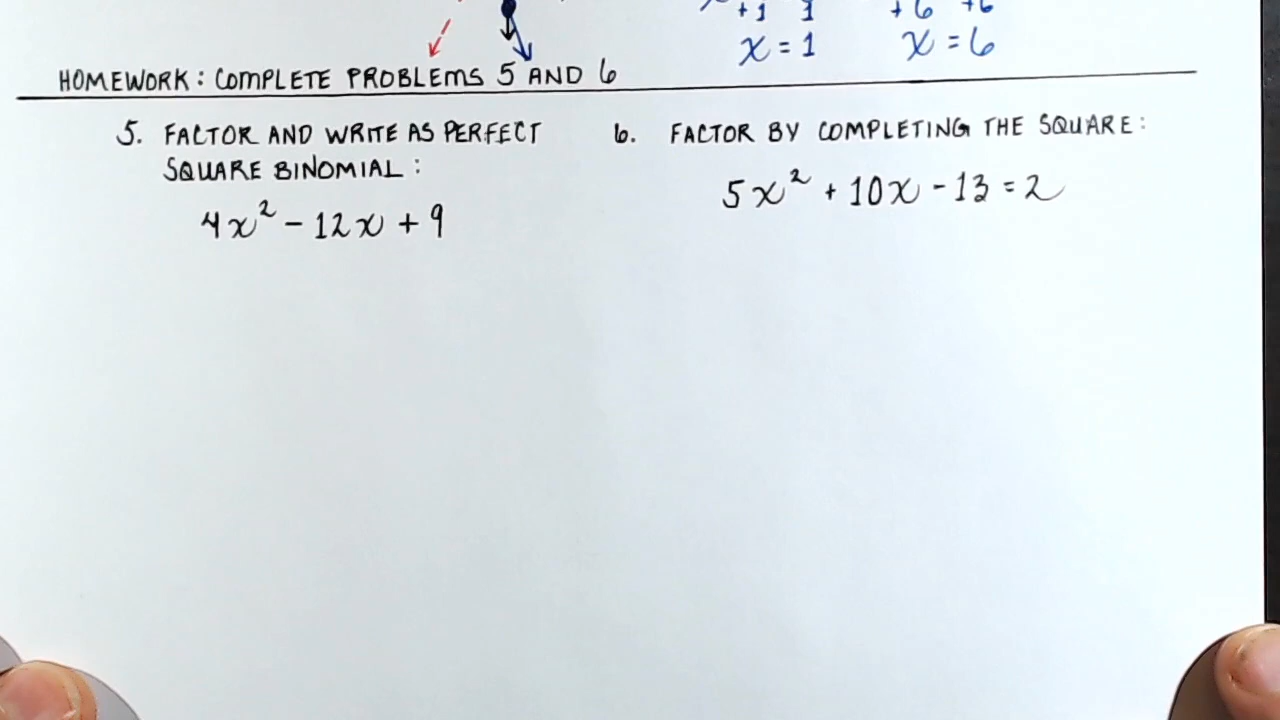 +1 1 +6 +6
x = 1 x = 6
HOMEWORK: COMPLETE PROBLEMS 5 AND 6
5. FACTOR AND WRITE AS PERFECT
SQUARE BINOMIAL:
4x² - 12x + 9
6. FACTOR BY COMPLETING THE SQUARE:
5x² + 10x - 13 = 2